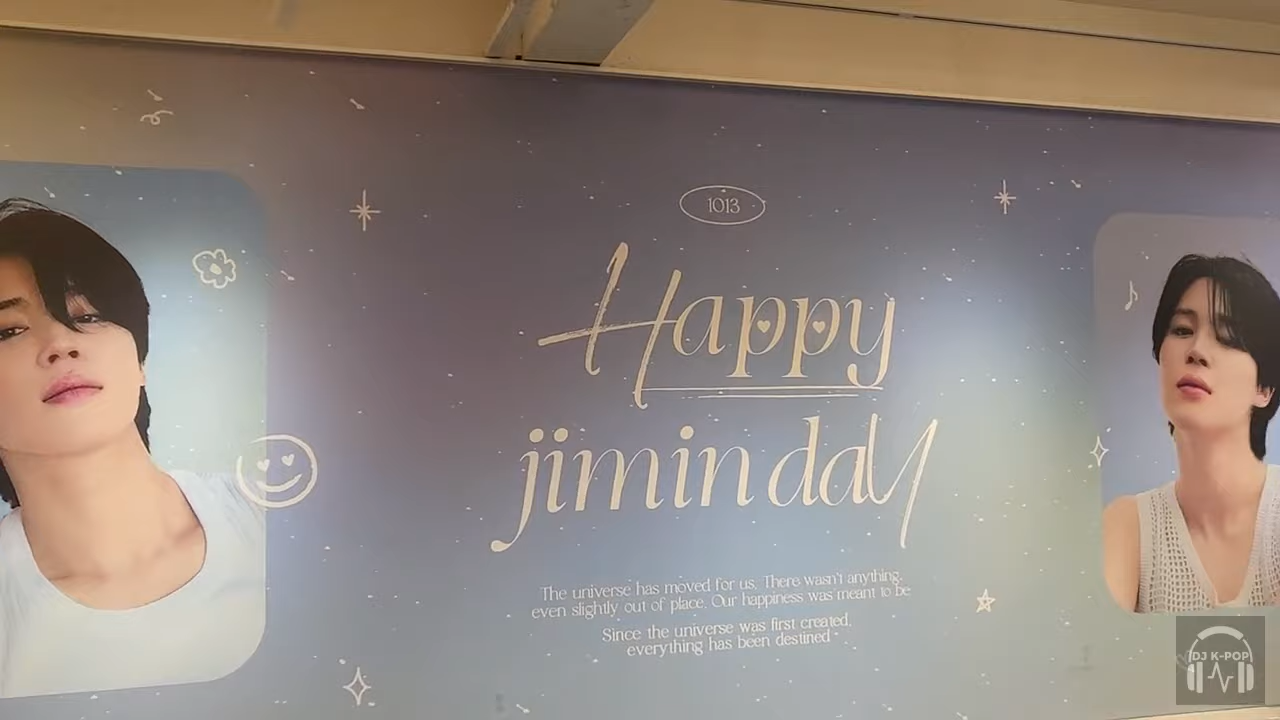 1013
Happy
jimin day
The universe has moved for us. There wasn't anything.
even slightly out of place. Our happiness was meant to be
Since the universe was first created,
everything has been destined
DJ K-POP